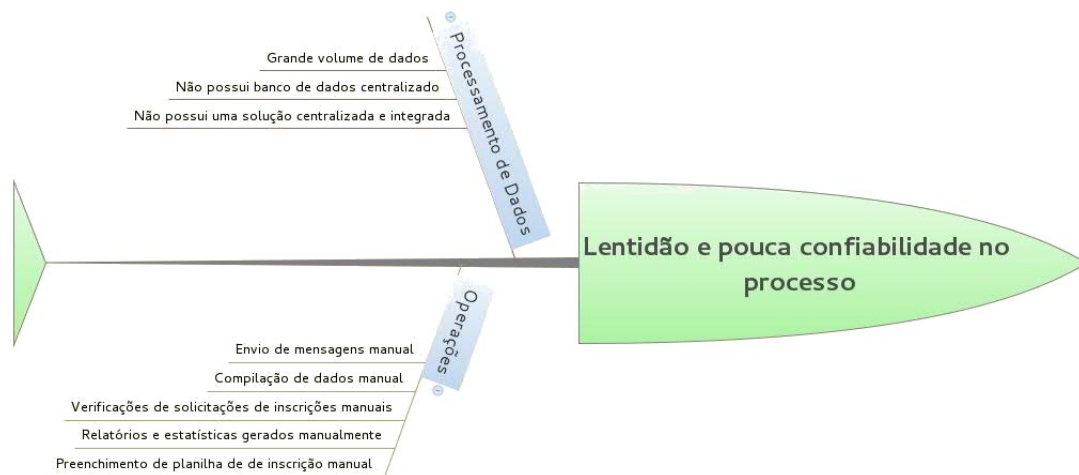 Processamento de Dados
Grande volume de dados
Não possui banco de dados centralizado
Não possui uma solução centralizada e integrada
Lentidão e pouca confiabilidade no
processo
Operações
Envio de mensagens manual
Compilação de dados manual
Verificações de solicitações de inscrições manuais
Relatórios e estatísticas gerados manualmente
Preenchimento de planilha de de inscrição manual